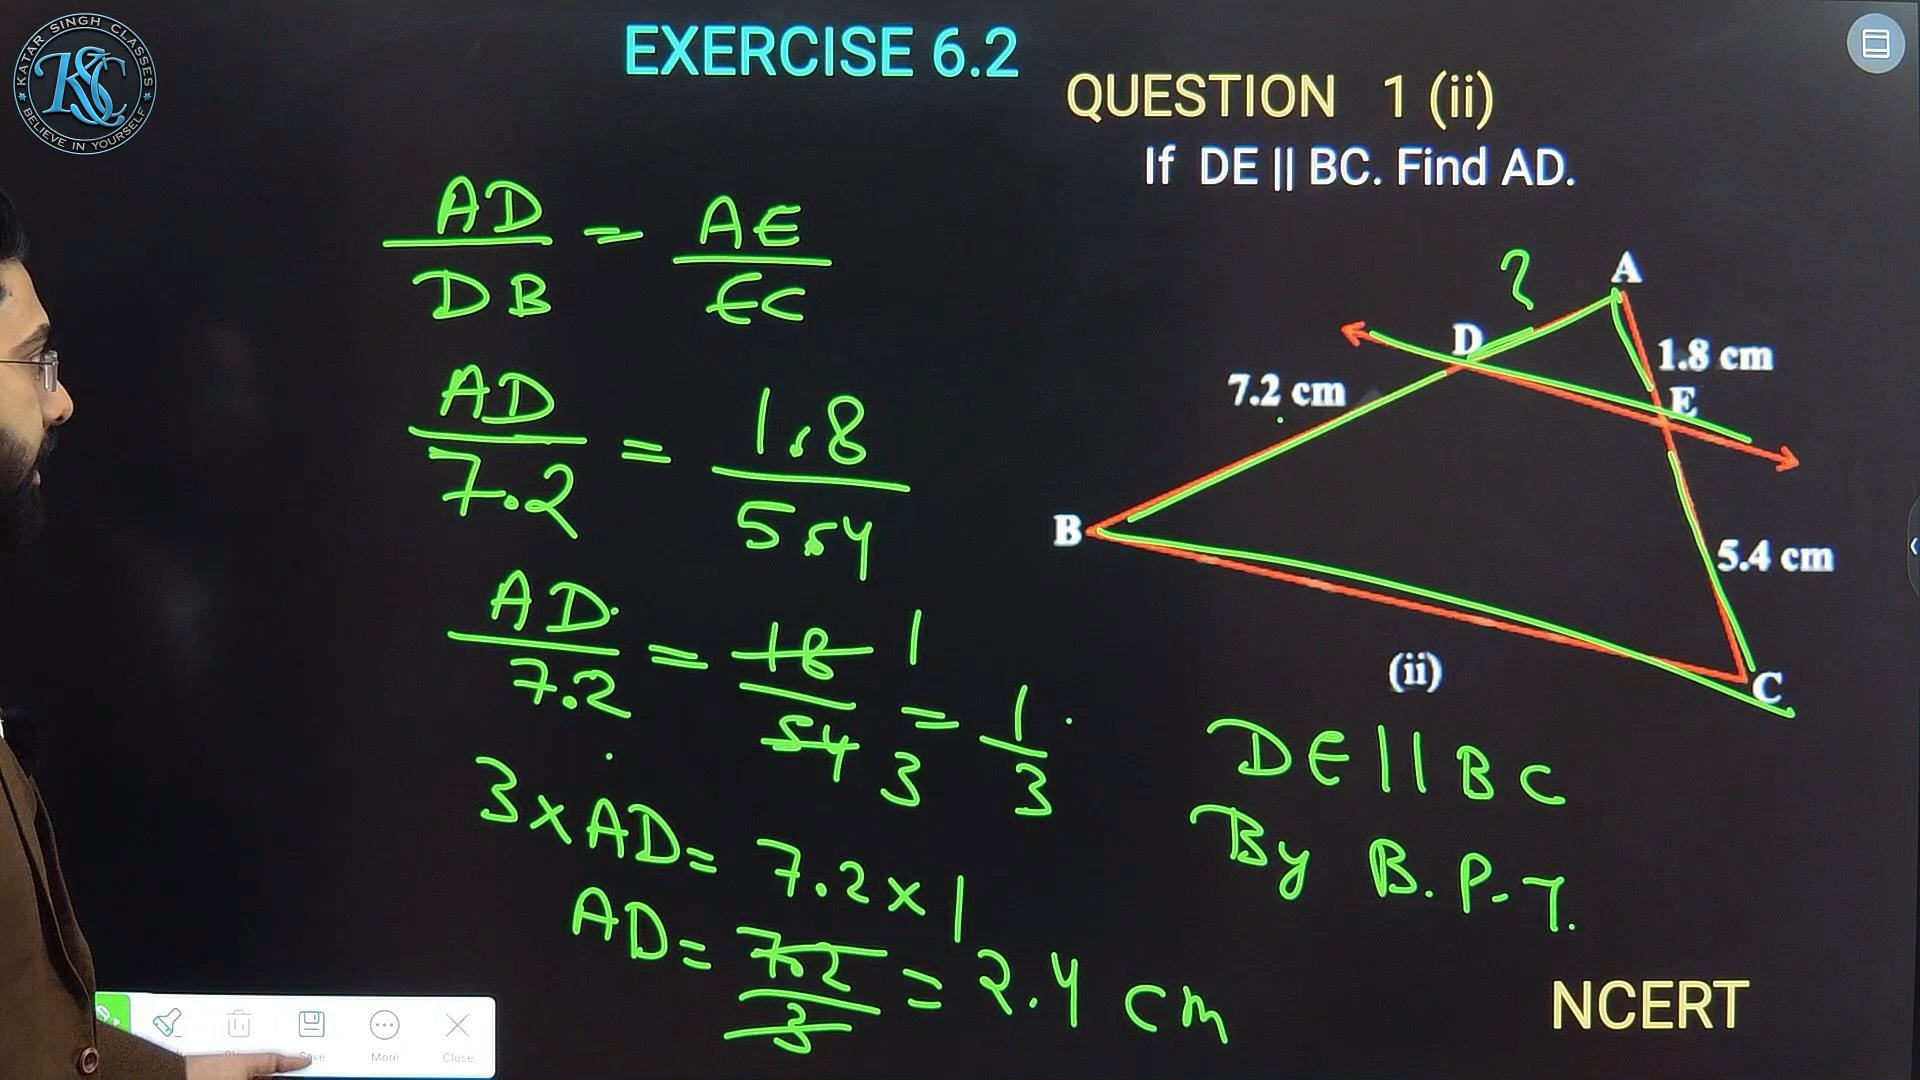 KATAR SINGH CLASSES
KSC
BELIEVE IN YOURSELF
EXERCISE 6.2
QUESTION 1 (ii)
If DE || BC. Find AD.
AD/DB = AE/EC
AD/7.2 = 1.8/5.4
AD/7.2 = 18/54 1/3 = 1/3
3×AD = 7.2×1
AD = 7.2/3 = 2.4 cm
?
A
D
1.8 cm
7.2 cm
E
B
5.4 cm
(ii)
C
DE||BC
By B.P.T.
NCERT
Save
More
Close